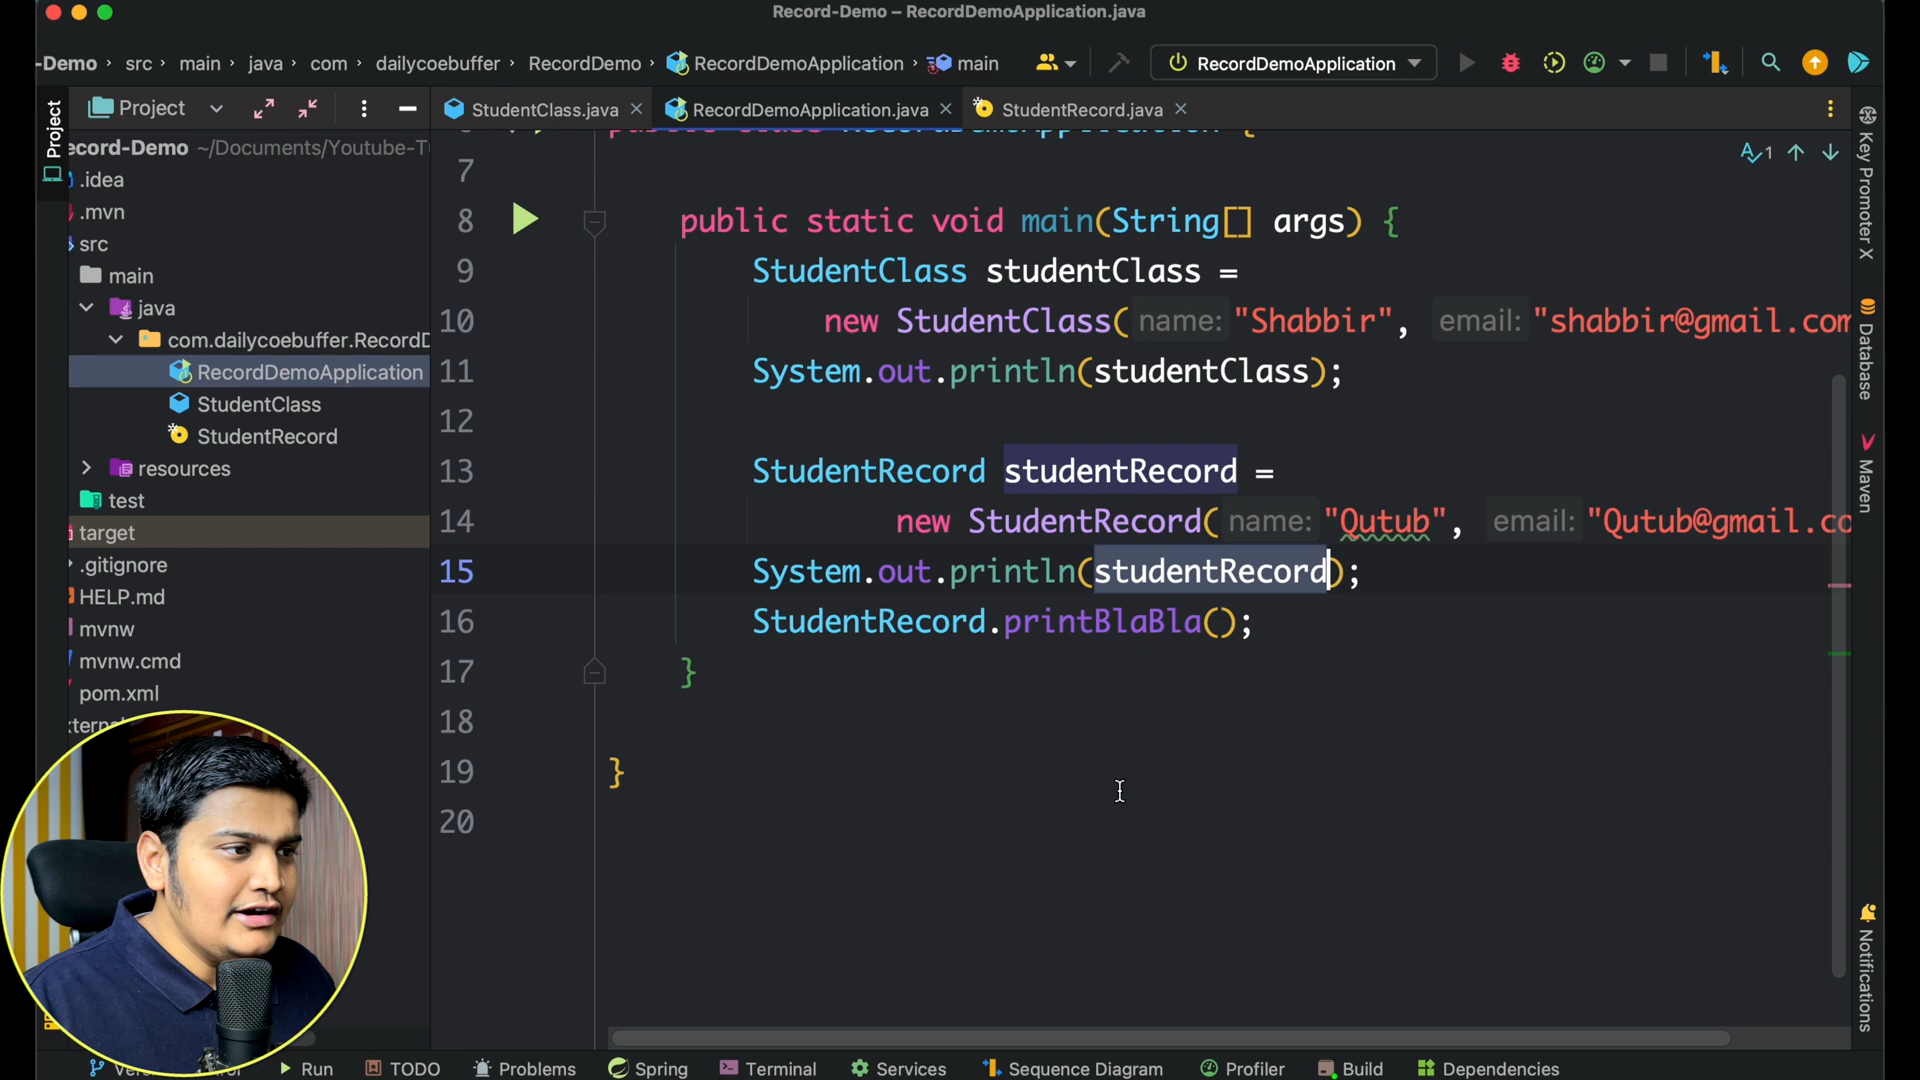 Record-Demo – RecordDemoApplication.java
-Demo › src › main › java › com › dailycoebuffer › RecordDemo › RecordDemoApplication › main
RecordDemoApplication
Project
Project
StudentClass.java
RecordDemoApplication.java
StudentRecord.java
ecord-Demo ~/Documents/Youtube-T
.idea
.mvn
src
main
java
com.dailycoebuffer.RecordD
RecordDemoApplication
StudentClass
StudentRecord
resources
test
target
.gitignore
HELP.md
mvnw
mvnw.cmd
pom.xml
7
8 public static void main(String[] args) {
9 StudentClass studentClass =
10 new StudentClass( name: "Shabbir", email: "shabbir@gmail.com
11 System.out.println(studentClass);
12
13 StudentRecord studentRecord =
14 new StudentRecord( name: "Qutub", email: "Qutub@gmail.co
15 System.out.println(studentRecord);
16 StudentRecord.printBlaBla();
17 }
18
19 }
20
1
Key Promoter X
Database
Maven
Notifications
Run
TODO
Problems
Spring
Terminal
Services
Sequence Diagram
Profiler
Build
Dependencies